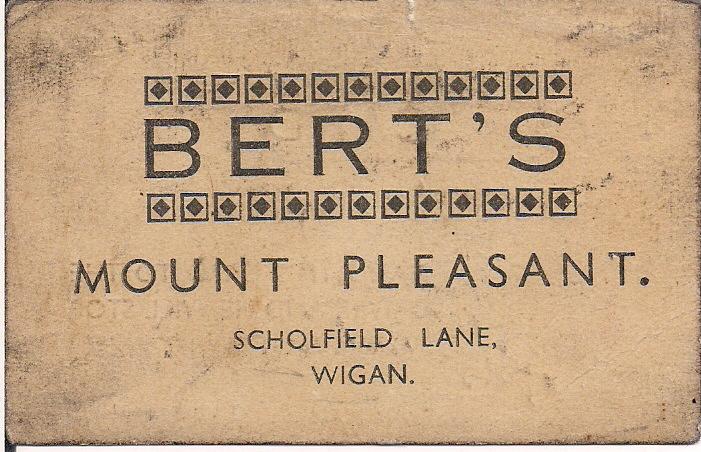 BERT'S
MOUNT PLEASANT.
SCHOLFIELD LANE,
WIGAN.